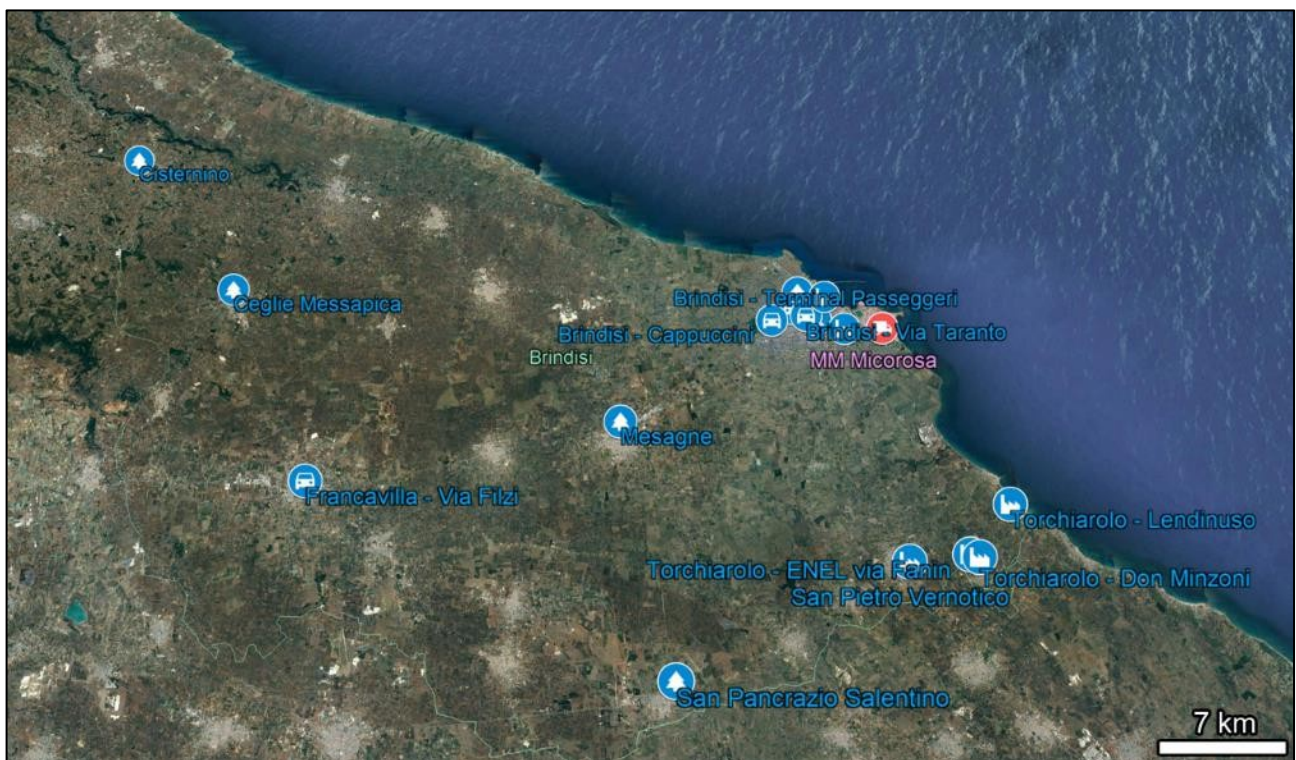 Cisternino
Ceglie Messapica
Brindisi - Terminal Passeggeri
Brindisi - Cappuccini
Brindisi - Via Taranto
Brindisi
MM Micorosa
Mesagne
Francavilla - Via Filzi
Torchiarolo - Lendinuso
Torchiarolo - ENEL via Fanin
Torchiarolo - Don Minzoni
San Pietro Vernotico
San Pancrazio Salentino
7 km